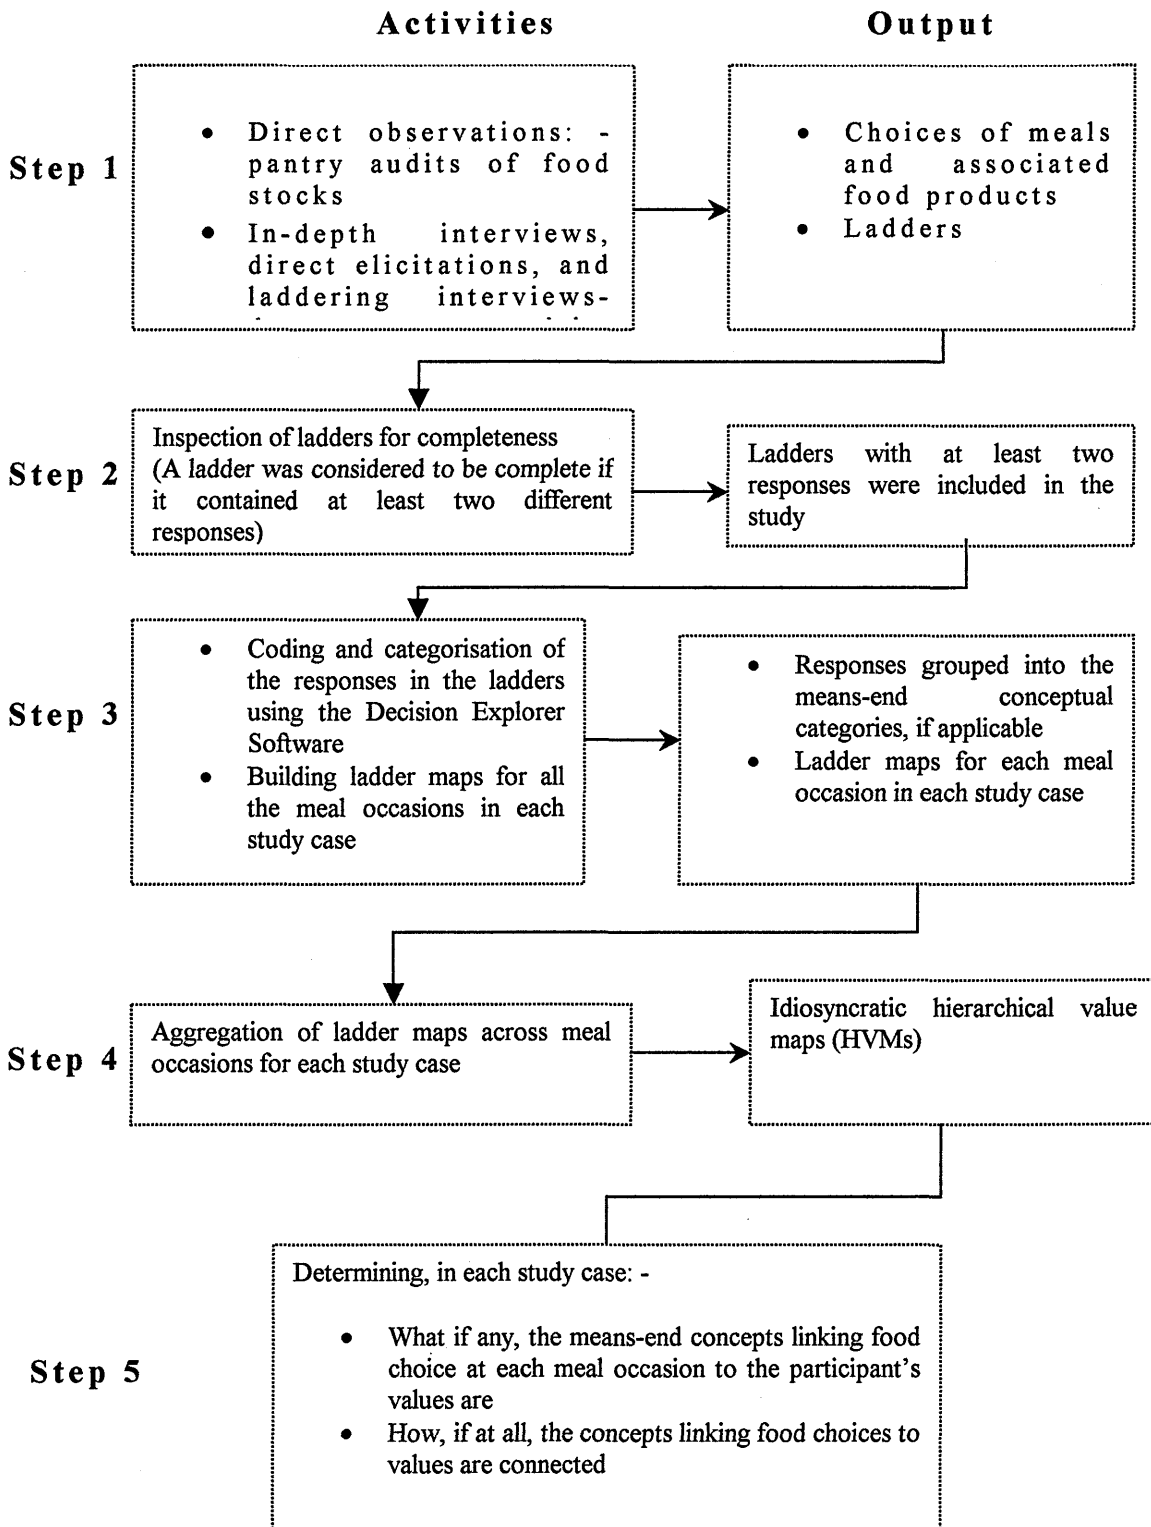 Activities Output
Step 1
• Direct observations: -
pantry audits of food
stocks
• In-depth interviews,
direct elicitations, and
laddering interviews-
• Choices of meals
and associated
food products
• Ladders
Step 2
Inspection of ladders for completeness
(A ladder was considered to be complete if
it contained at least two different
responses)
Ladders with at least two
responses were included in the
study
Step 3
• Coding and categorisation of
the responses in the ladders
using the Decision Explorer
Software
• Building ladder maps for all
the meal occasions in each
study case
• Responses grouped into the
means-end conceptual
categories, if applicable
• Ladder maps for each meal
occasion in each study case
Step 4
Aggregation of ladder maps across meal
occasions for each study case
Idiosyncratic hierarchical value
maps (HVMs)
Step 5
Determining, in each study case: -
• What if any, the means-end concepts linking food
choice at each meal occasion to the participant's
values are
• How, if at all, the concepts linking food choices to
values are connected